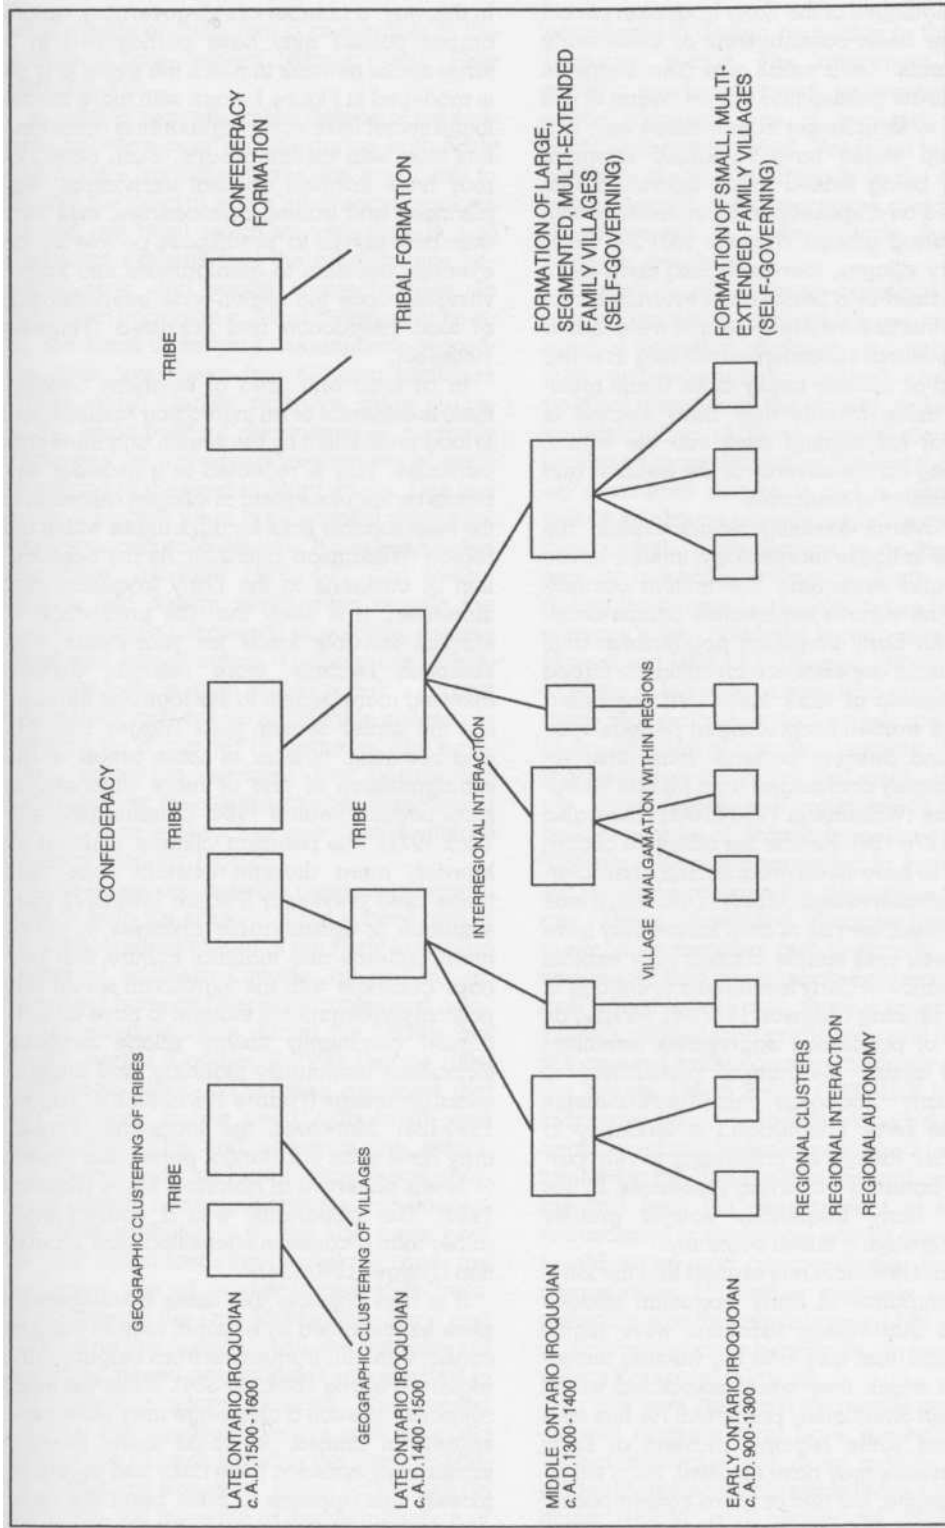 GEOGRAPHIC CLUSTERING OF TRIBES
CONFEDERACY
LATE ONTARIO IROQUOIAN
c. A.D.1500-1600
TRIBE
TRIBE
TRIBE
CONFEDERACY
FORMATION
GEOGRAPHIC CLUSTERING OF VILLAGES
LATE ONTARIO IROQUOIAN
c. A.D.1400-1500
TRIBE
TRIBAL FORMATION
INTERREGIONAL INTERACTION
MIDDLE ONTARIO IROQUOIAN
c. A.D.1300-1400
FORMATION OF LARGE,
SEGMENTED, MULTI-EXTENDED
FAMILY VILLAGES
(SELF-GOVERNING)
VILLAGE AMALGAMATION WITHIN REGIONS
EARLY ONTARIO IROQUOIAN
c. A.D. 900-1300
FORMATION OF SMALL, MULTI-
EXTENDED FAMILY VILLAGES
(SELF-GOVERNING)
REGIONAL CLUSTERS
REGIONAL INTERACTION
REGIONAL AUTONOMY